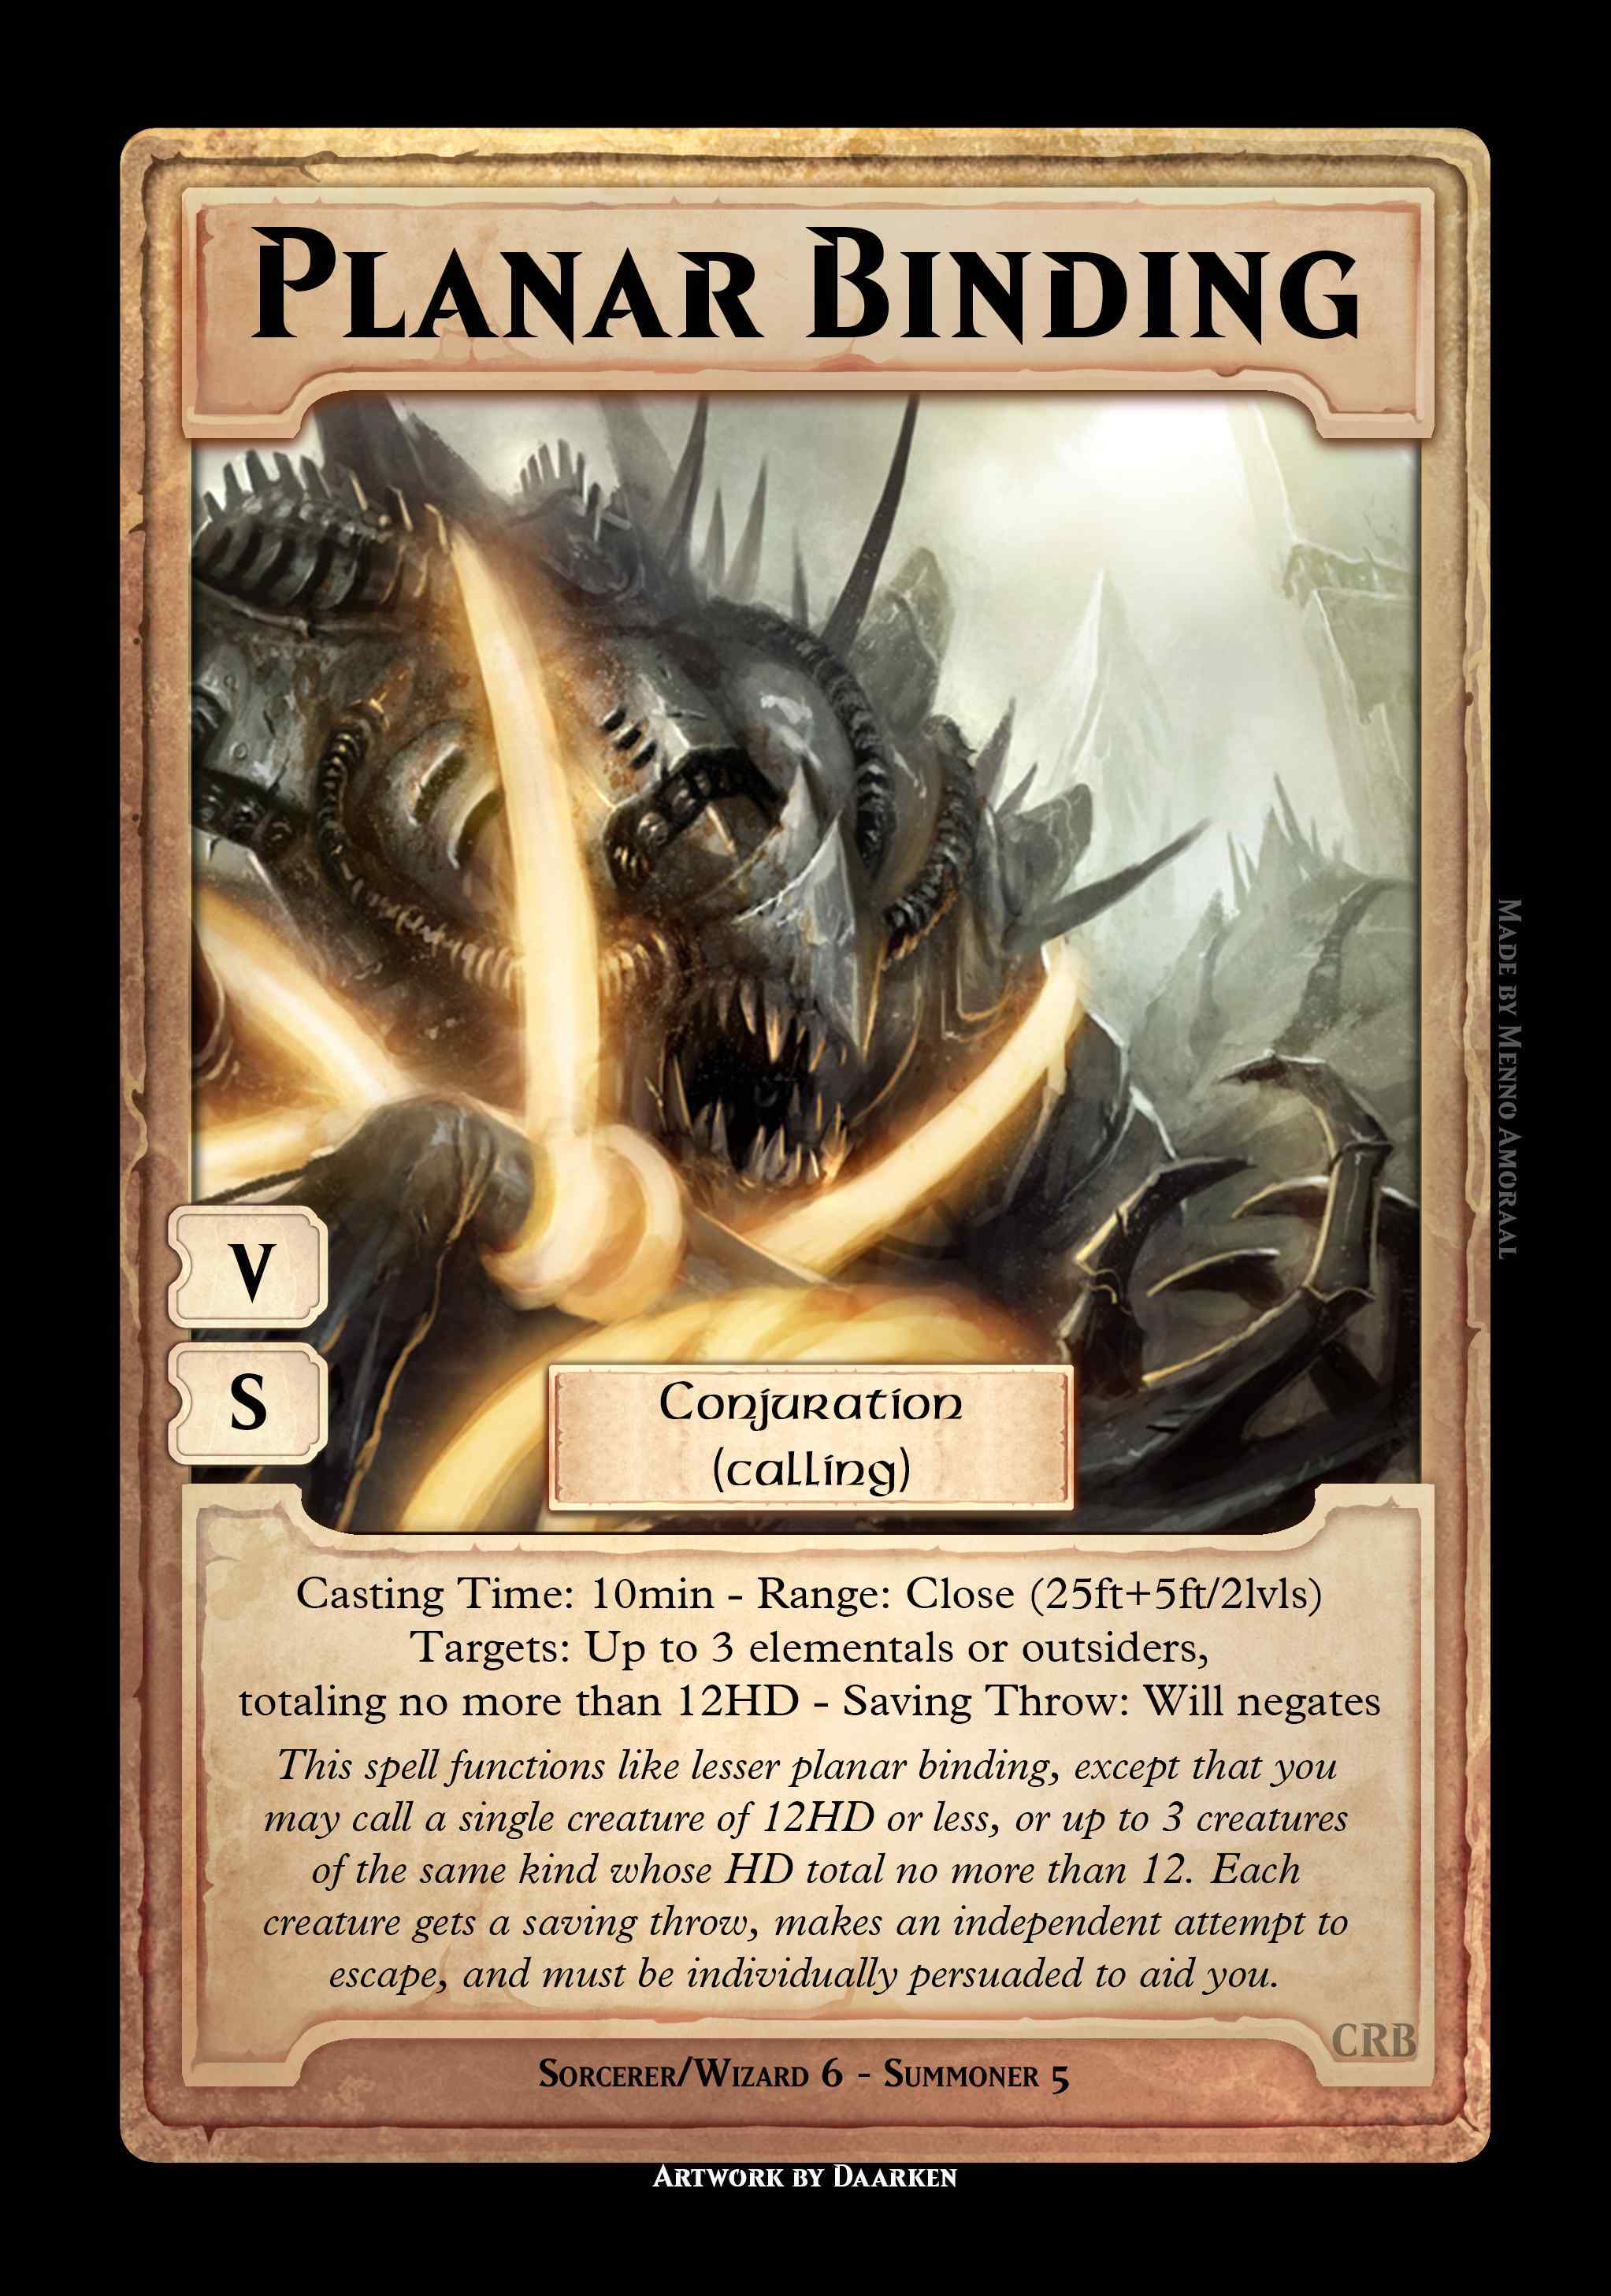 Planar Binding
Made by Menno Amoraal
V
S
Conjuration
(calling)
Casting Time: 10min - Range: Close (25ft+5ft/2lvls)
Targets: Up to 3 elementals or outsiders,
totaling no more than 12HD - Saving Throw: Will negates
This spell functions like lesser planar binding, except that you
may call a single creature of 12HD or less, or up to 3 creatures
of the same kind whose HD total no more than 12. Each
creature gets a saving throw, makes an independent attempt to
escape, and must be individually persuaded to aid you.
CRB
Sorcerer/Wizard 6 - Summoner 5
Artwork by Daarken